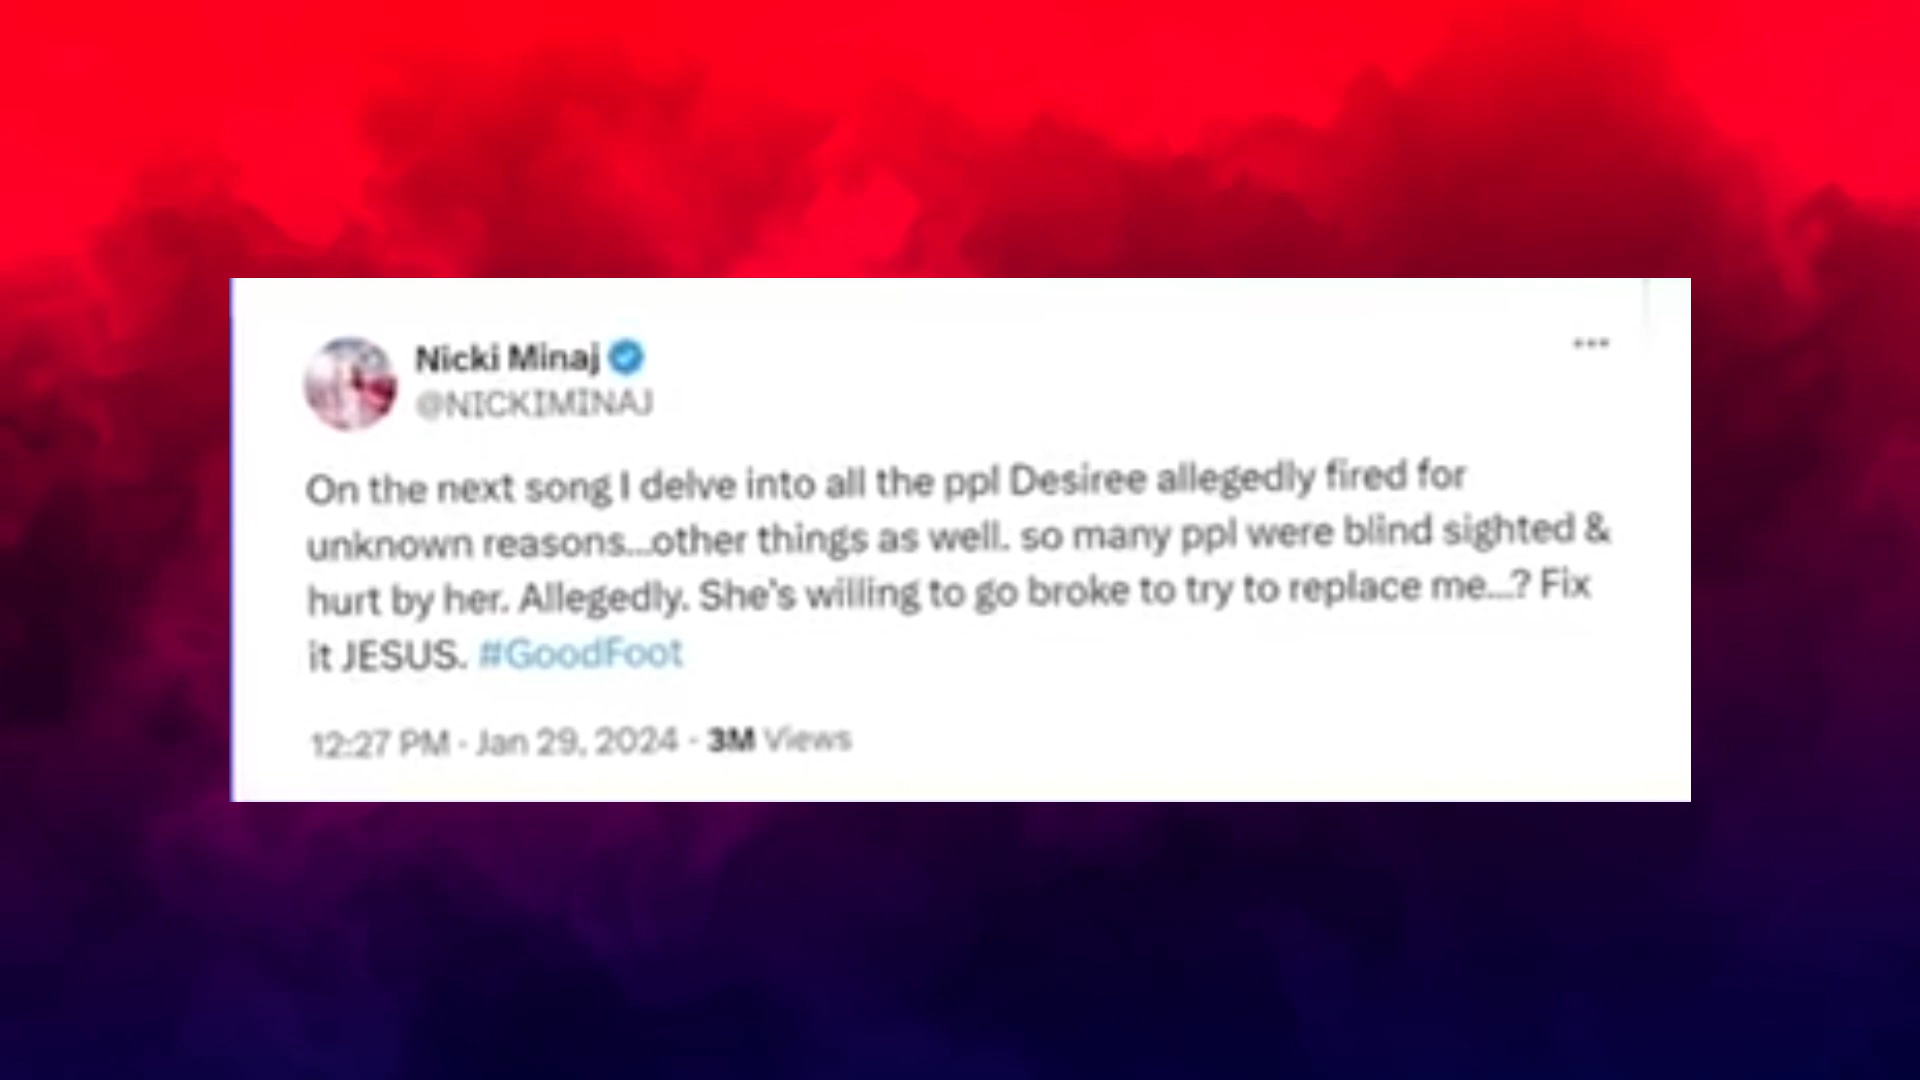 Nicki Minaj
@NICKIMINAJ
On the next song I delve into all the ppl Desiree allegedly fired for
unknown reasons...other things as well. so many ppl were blind sighted &
hurt by her. Allegedly. She's willing to go broke to try to replace me...? Fix
it JESUS. #GoodFoot
12:27 PM · Jan 29, 2024 · 3M Views